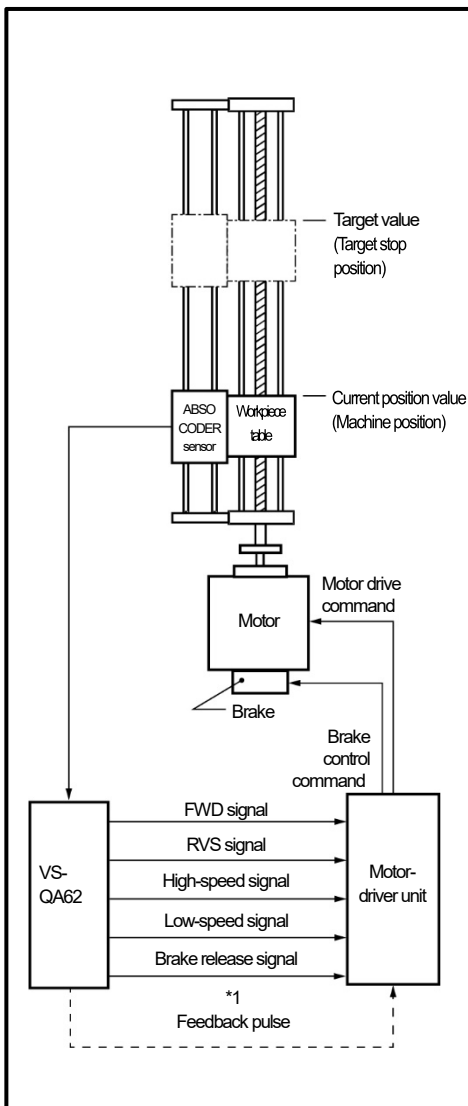 Target value
(Target stop
position)
Current position value
(Machine position)
ABSO
CODER
sensor
Workpiece
table
Motor
Motor drive
command
Brake
Brake
control
command
VS-
QA62
FWD signal
RVS signal
High-speed signal
Low-speed signal
Brake release signal
*1
Feedback pulse
Motor-
driver unit